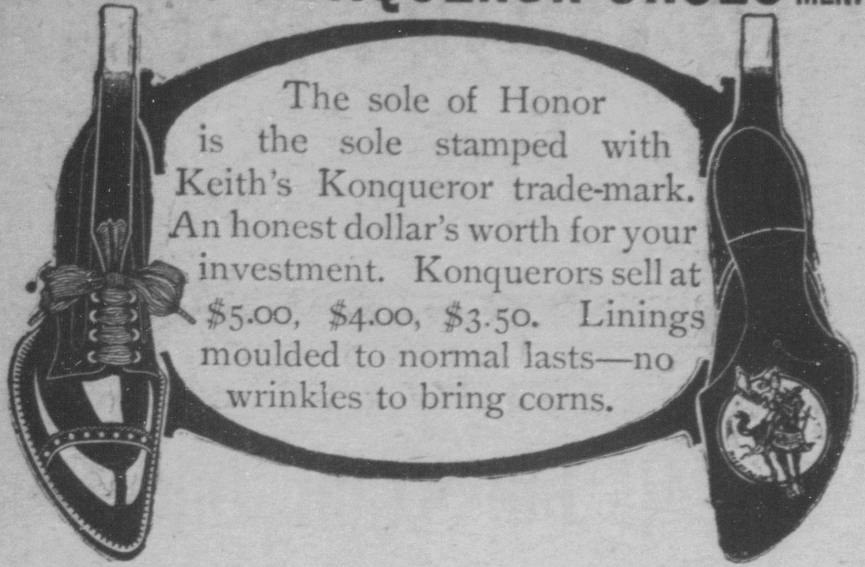 SHOES
The sole of Honor
is the sole stamped with
Keith's Konqueror trade-mark.
An honest dollar's worth for your
investment. Konquerors sell at
$5.00, $4.00, $3.50. Linings
moulded to normal lasts—no
wrinkles to bring corns.